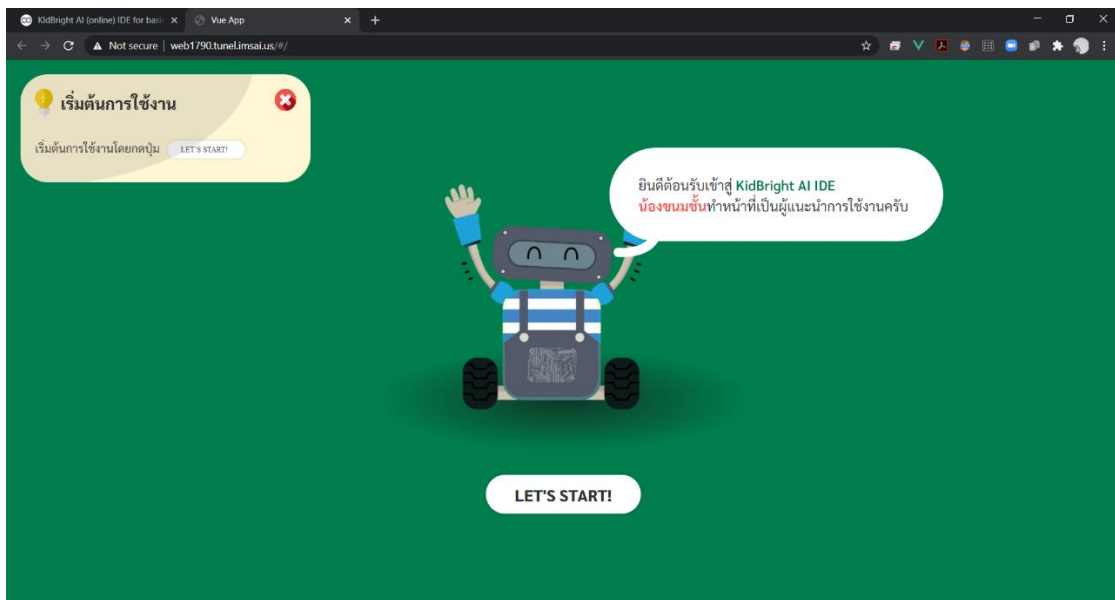 KidBright AI (online) IDE for basic
Vue App
Not secure | web1790.tunel.imsai.us/#/
เริ่มต้นการใช้งาน
เริ่มต้นการใช้งานโดยกดปุ่ม LET'S START!
ยินดีต้อนรับเข้าสู่ KidBright AI IDE
น้องขนมชั้นทำหน้าที่เป็นผู้แนะนำการใช้งานครับ
LET'S START!